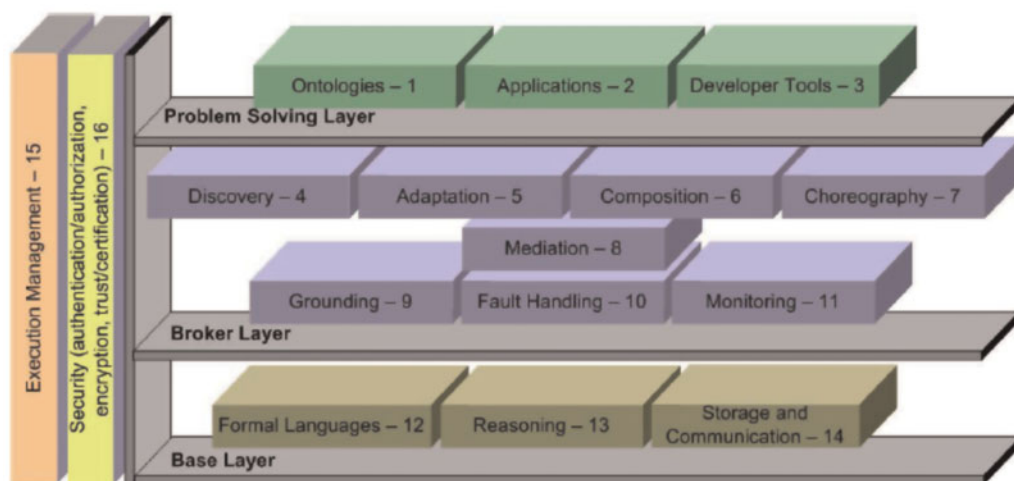 Ontologies – 1
Applications – 2
Developer Tools – 3
Problem Solving Layer
Discovery – 4
Adaptation – 5
Composition – 6
Choreography – 7
Mediation – 8
Grounding – 9
Fault Handling – 10
Monitoring – 11
Broker Layer
Formal Languages – 12
Reasoning – 13
Storage and
Communication – 14
Base Layer
Execution Management – 15
Security (authentication/authorization,
encryption, trust/certification) – 16